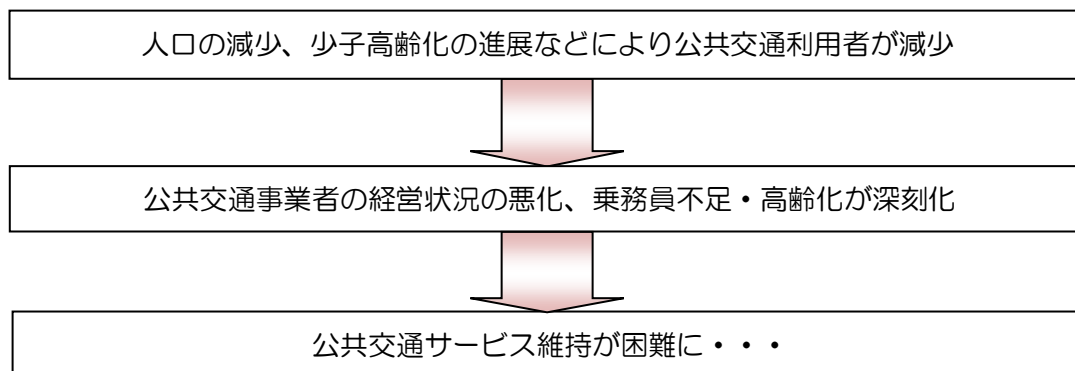 人口の減少、少子高齢化の進展などにより公共交通利用者が減少
公共交通事業者の経営状況の悪化、乗務員不足・高齢化が深刻化
公共交通サービス維持が困難に・・・